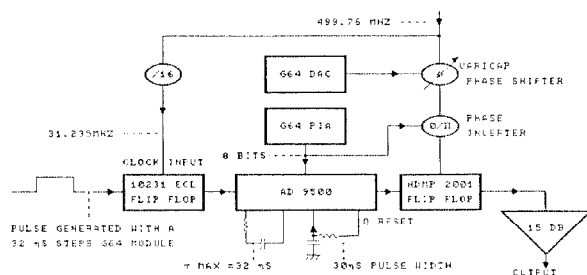 499.76 MHZ
/16
G64 DAC
ø
VARICAP
PHASE SHIFTER
G64 PIA
0/Π
PHASE
INVERTER
31.235MHZ
CLOCK INPUT
8 BITS
10231 ECL
FLIP FLOP
AD 9500
HDMP 2001
FLIP FLOP
Q RESET
15 DB
PULSE GENERATED WITH A
32 nS STEPS G64 MODULE
τ MAX =32 nS
30nS PULSE WIDTH
OUTPUT